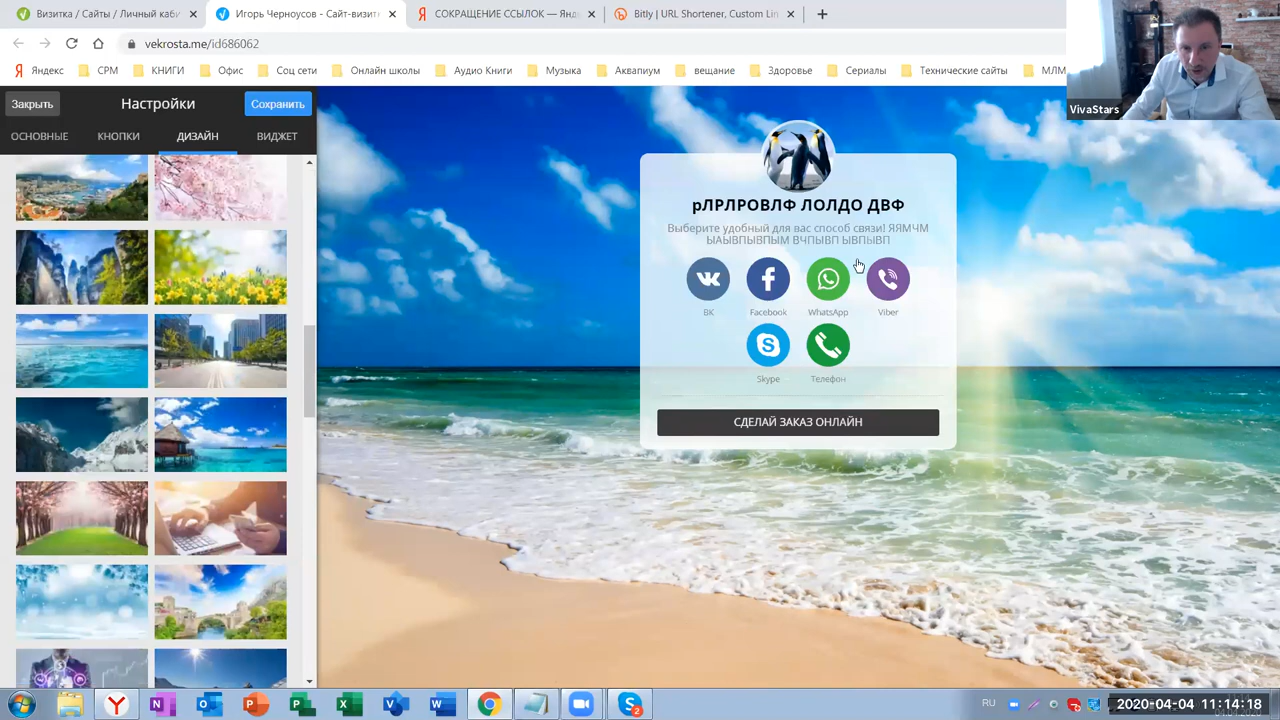 Визитка / Сайты / Личный каби
Игорь Черноусов - Сайт-визит
СОКРАЩЕНИЕ ССЫЛОК — Янд
Bitly | URL Shortener, Custom Lin
vekrosta.me/id686062
Яндекс
СРМ
КНИГИ
Офис
Соц сети
Онлайн школы
Аудио Книги
Музыка
Аквапиум
вещание
Здоровье
Сериалы
Технические сайты
МЛМ
VivaStars
Закрыть
Настройки
Сохранить
ОСНОВНЫЕ
КНОПКИ
ДИЗАЙН
ВИДЖЕТ
рЛРЛРОВЛФ ЛОЛДО ДВФ
Выберите удобный для вас способ связи! ЯЯМЧМ
ЫАЫВПЫВПЫМ ВЧПЫВП ЫВПЫВП
ВК
Facebook
WhatsApp
Viber
Skype
Телефон
СДЕЛАЙ ЗАКАЗ ОНЛАЙН
RU
2020-04-04 11:14:18